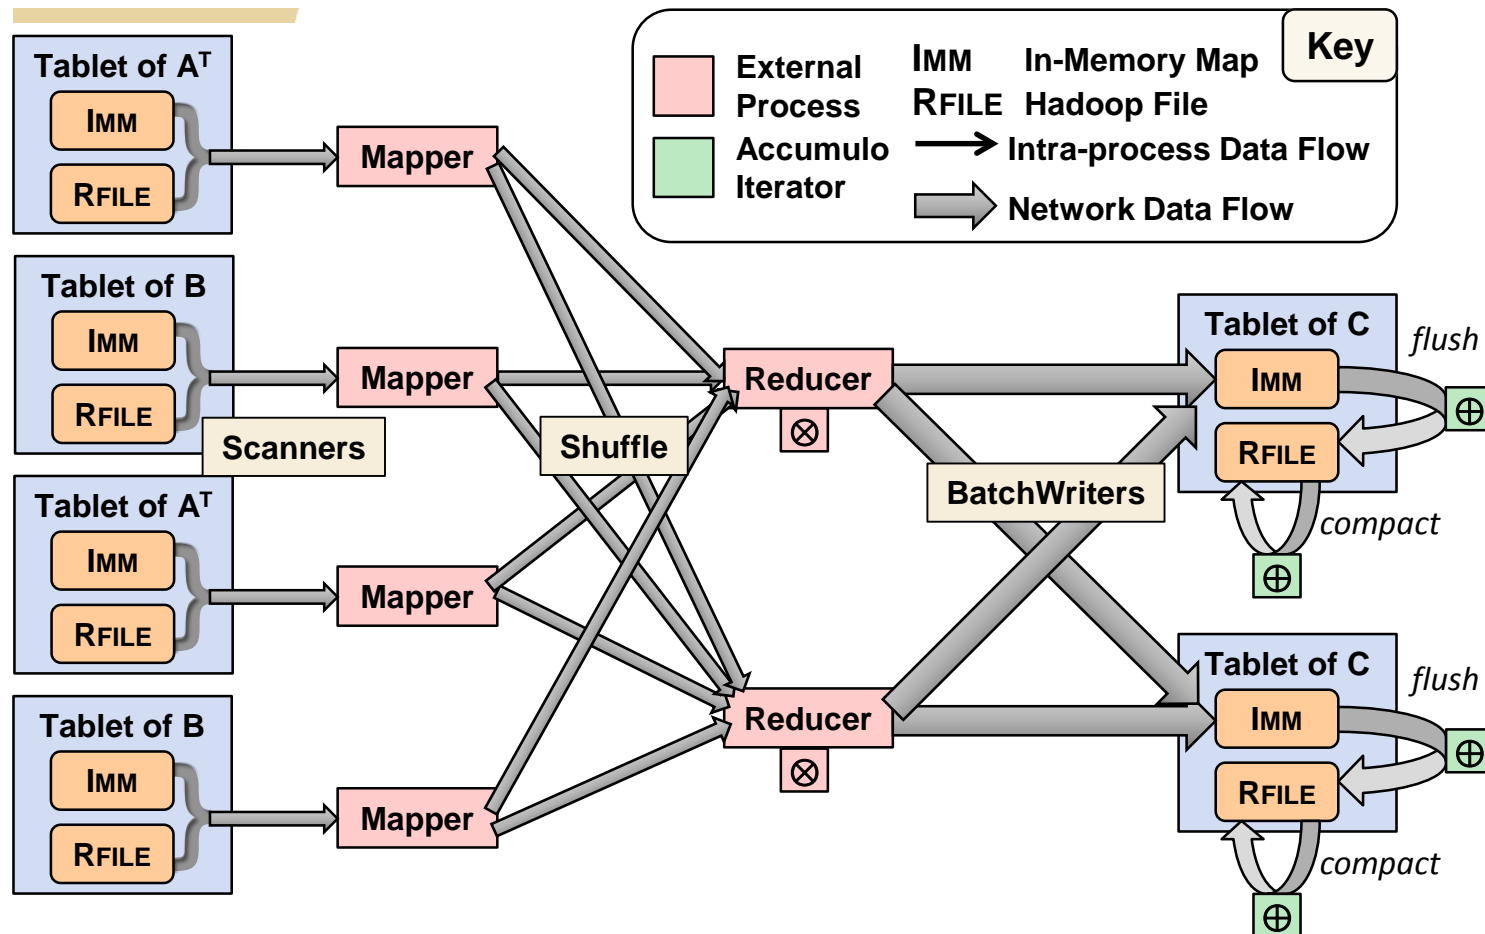 Tablet of Aᵀ
IMM
RFILE
Mapper
Key
External
Process
Accumulo
Iterator
IMM In-Memory Map
RFILE Hadoop File
Intra-process Data Flow
Network Data Flow
Tablet of B
IMM
RFILE
Mapper
Scanners
Shuffle
Reducer
⊗
BatchWriters
Tablet of C
IMM
RFILE
flush
⊕
compact
⊕
Tablet of Aᵀ
IMM
RFILE
Mapper
Tablet of B
IMM
RFILE
Mapper
Reducer
⊗
Tablet of C
IMM
RFILE
flush
⊕
compact
⊕